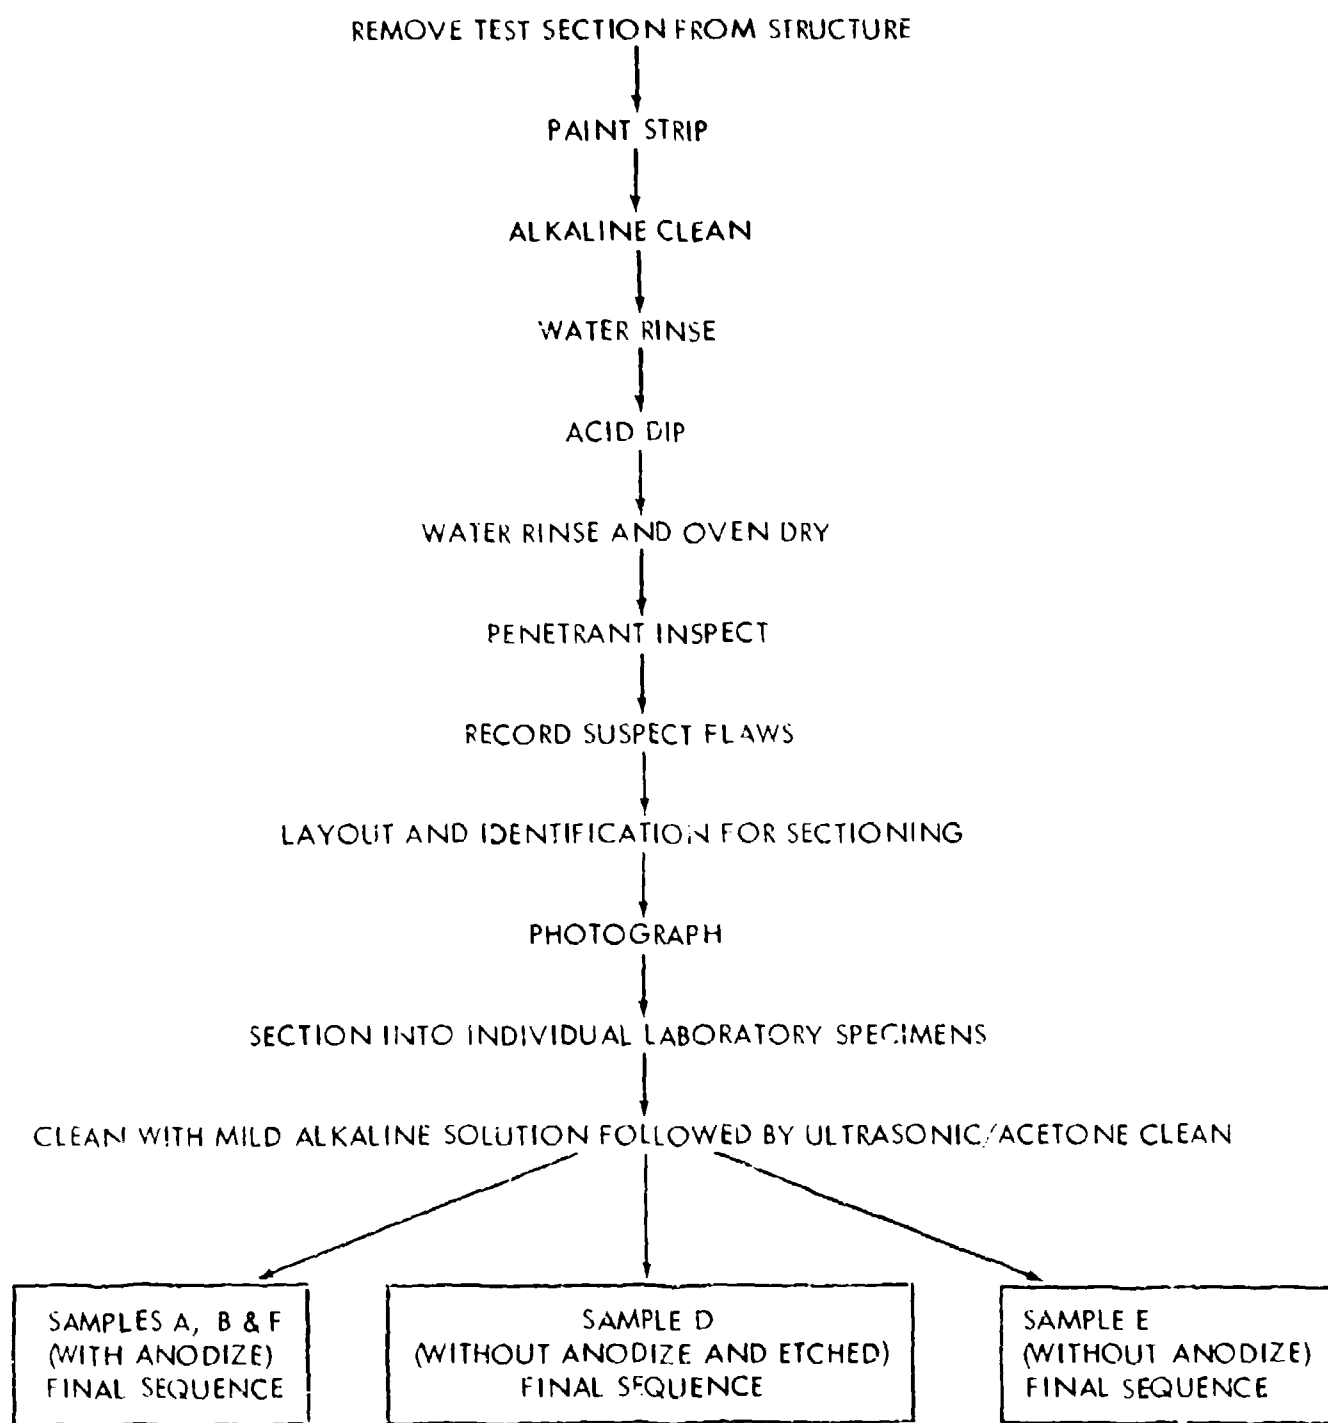 REMOVE TEST SECTION FROM STRUCTURE
PAINT STRIP
ALKALINE CLEAN
WATER RINSE
ACID DIP
WATER RINSE AND OVEN DRY
PENETRANT INSPECT
RECORD SUSPECT FLAWS
LAYOUT AND IDENTIFICATION FOR SECTIONING
PHOTOGRAPH
SECTION INTO INDIVIDUAL LABORATORY SPECIMENS
CLEAN WITH MILD ALKALINE SOLUTION FOLLOWED BY ULTRASONIC/ACETONE CLEAN
SAMPLES A, B & F
(WITH ANODIZE)
FINAL SEQUENCE
SAMPLE D
(WITHOUT ANODIZE AND ETCHED)
FINAL SEQUENCE
SAMPLE E
(WITHOUT ANODIZE)
FINAL SEQUENCE